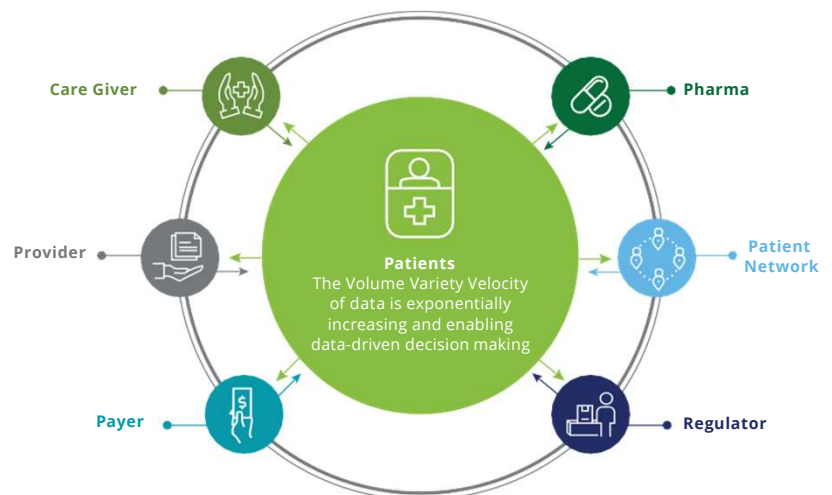 Care Giver
Pharma
Provider
Patients
The Volume Variety Velocity
of data is exponentially
increasing and enabling
data-driven decision making
Patient
Network
Payer
$
Regulator